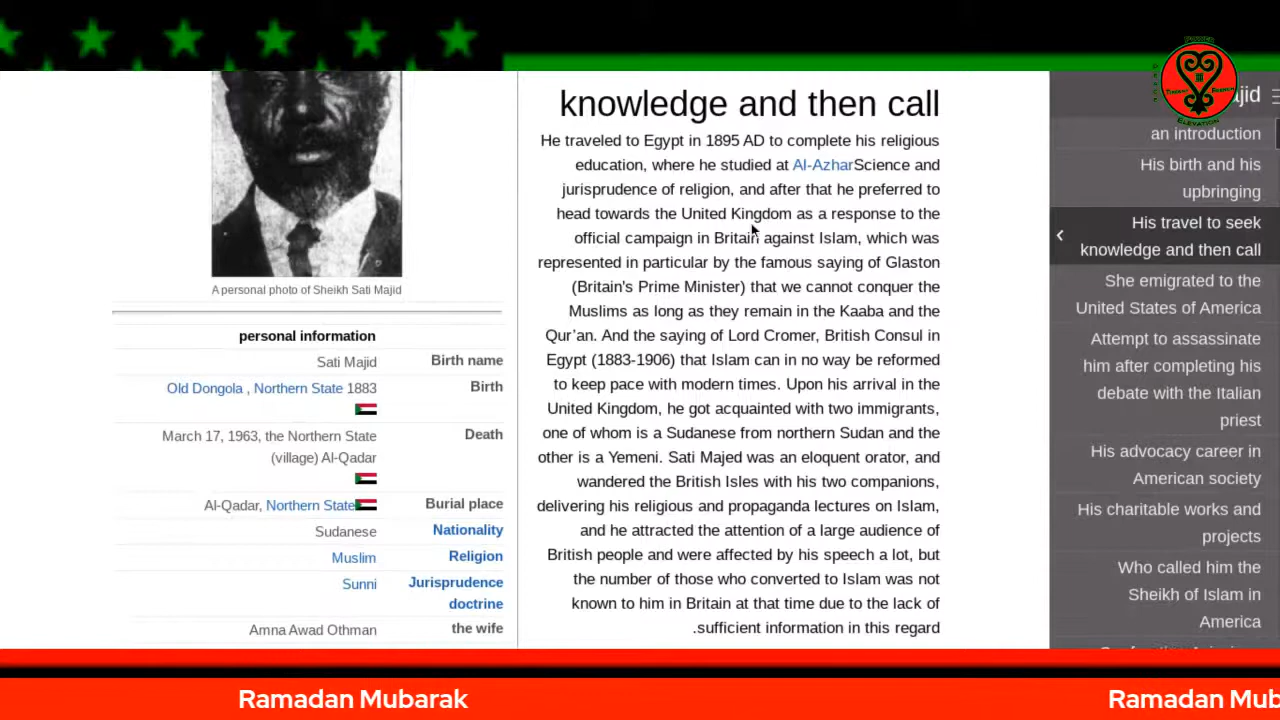 knowledge and then call
He traveled to Egypt in 1895 AD to complete his religious
education, where he studied at Al-AzharScience and
jurisprudence of religion, and after that he preferred to
head towards the United Kingdom as a response to the
official campaign in Britain against Islam, which was
represented in particular by the famous saying of Glaston
(Britain's Prime Minister) that we cannot conquer the
Muslims as long as they remain in the Kaaba and the
Qur’an. And the saying of Lord Cromer, British Consul in
Egypt (1883-1906) that Islam can in no way be reformed
to keep pace with modern times. Upon his arrival in the
United Kingdom, he got acquainted with two immigrants,
one of whom is a Sudanese from northern Sudan and the
other is a Yemeni. Sati Majed was an eloquent orator, and
wandered the British Isles with his two companions,
delivering his religious and propaganda lectures on Islam,
and he attracted the attention of a large audience of
British people and were affected by his speech a lot, but
the number of those who converted to Islam was not
known to him in Britain at that time due to the lack of
.sufficient information in this regard
A personal photo of Sheikh Sati Majid
personal information
Sati Majid Birth name
Old Dongola , Northern State 1883 Birth
March 17, 1963, the Northern State Death
(village) Al-Qadar
Al-Qadar, Northern State Burial place
Sudanese Nationality
Muslim Religion
Sunni Jurisprudence
doctrine
Amna Awad Othman the wife
ajid
an introduction
His birth and his
upbringing
His travel to seek
knowledge and then call
She emigrated to the
United States of America
Attempt to assassinate
him after completing his
debate with the Italian
priest
His advocacy career in
American society
His charitable works and
projects
Who called him the
Sheikh of Islam in
America
Power
Elevation
Ramadan Mubarak
Ramadan Mub